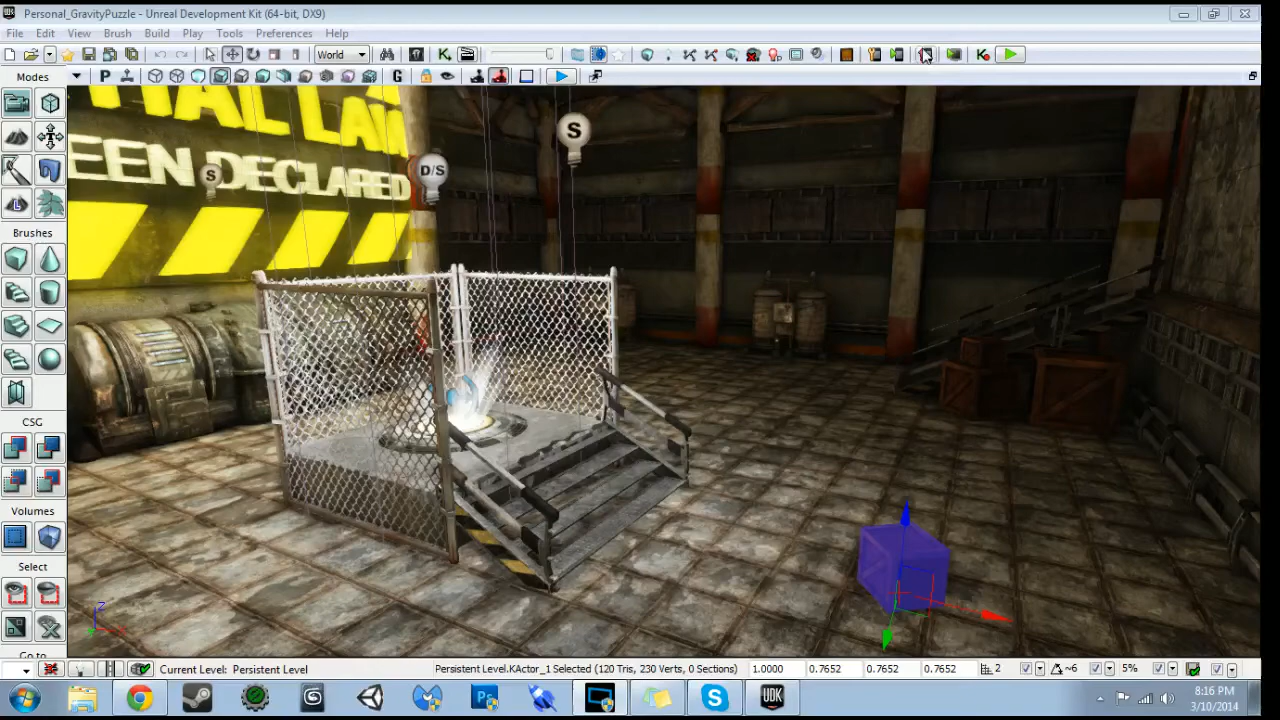 Personal_GravityPuzzle - Unreal Development Kit (64-bit, DX9)
File Edit View Brush Build Play Tools Preferences Help
World
Modes
P
G
EEN DECLARED
S
D/S
S
Brushes
CSG
Volumes
Select
Go to
Current Level: Persistent Level
Persistent Level.KActor_1 Selected (120 Tris, 230 Verts, 0 Sections)
1.0000
0.7652
0.7652
0.7652
2
~6
5%
8:16 PM
3/10/2014
UDK